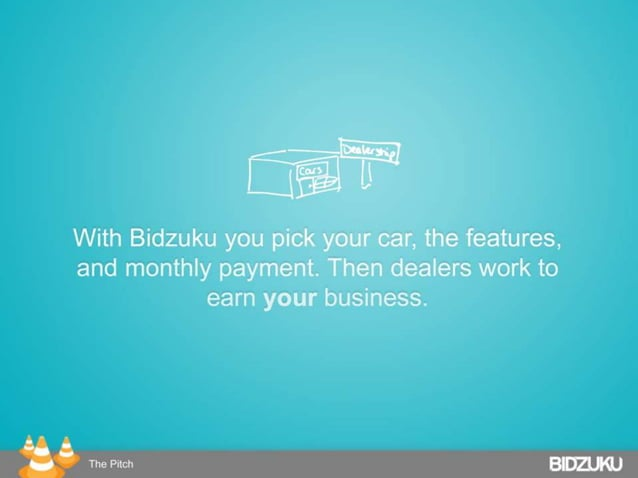 Dealership
Cars
With Bidzuku you pick your car, the features,
and monthly payment. Then dealers work to
earn your business.
The Pitch
BIDZUKU